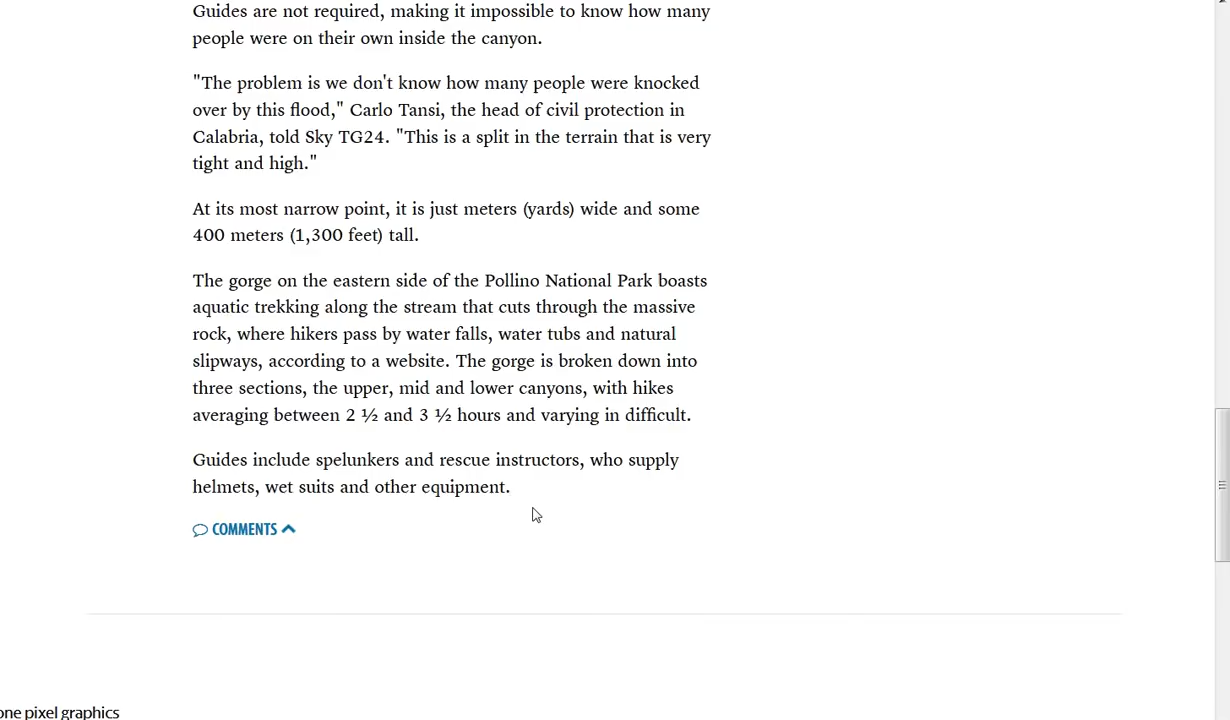 Guides are not required, making it impossible to know how many
people were on their own inside the canyon.
"The problem is we don't know how many people were knocked
over by this flood," Carlo Tansi, the head of civil protection in
Calabria, told Sky TG24. "This is a split in the terrain that is very
tight and high."
At its most narrow point, it is just meters (yards) wide and some
400 meters (1,300 feet) tall.
The gorge on the eastern side of the Pollino National Park boasts
aquatic trekking along the stream that cuts through the massive
rock, where hikers pass by water falls, water tubs and natural
slipways, according to a website. The gorge is broken down into
three sections, the upper, mid and lower canyons, with hikes
averaging between 2 ½ and 3 ½ hours and varying in difficult.
Guides include spelunkers and rescue instructors, who supply
helmets, wet suits and other equipment.
COMMENTS
one pixel graphics